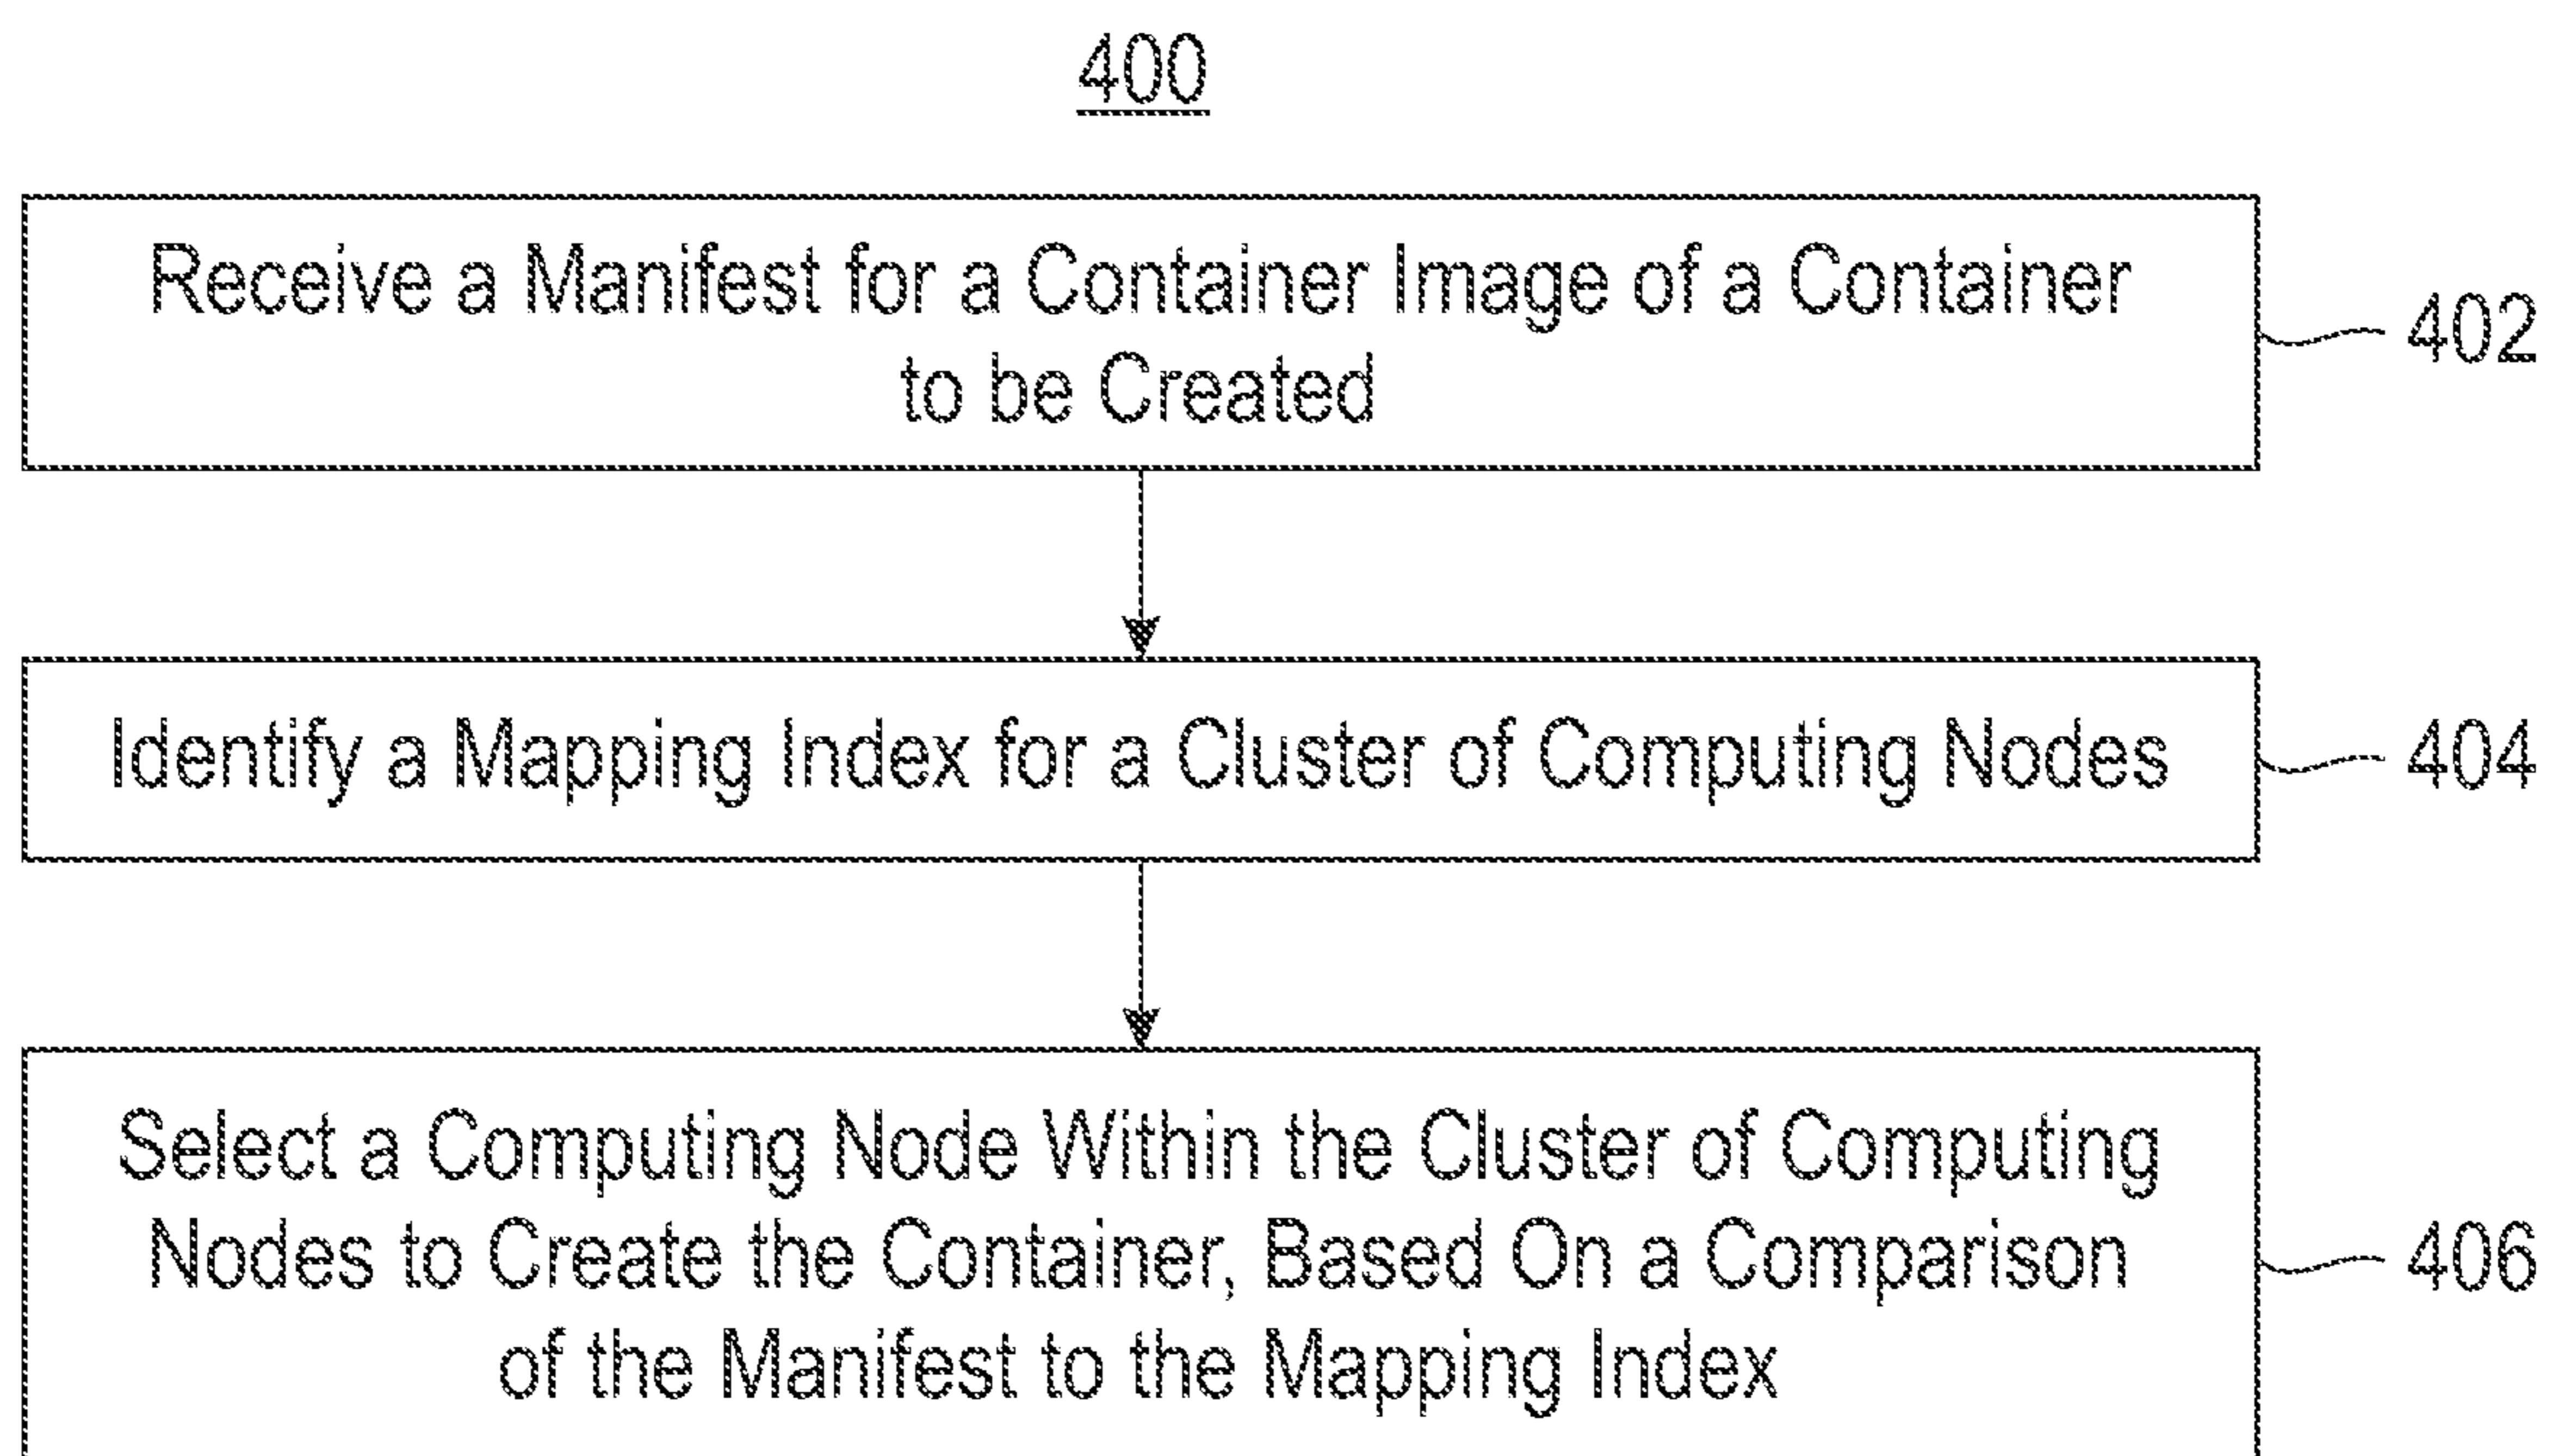 400
Receive a Manifest for a Container Image of a Container
to be Created
402
Identify a Mapping Index for a Cluster of Computing Nodes
404
Select a Computing Node Within the Cluster of Computing
Nodes to Create the Container, Based On a Comparison
of the Manifest to the Mapping Index
406